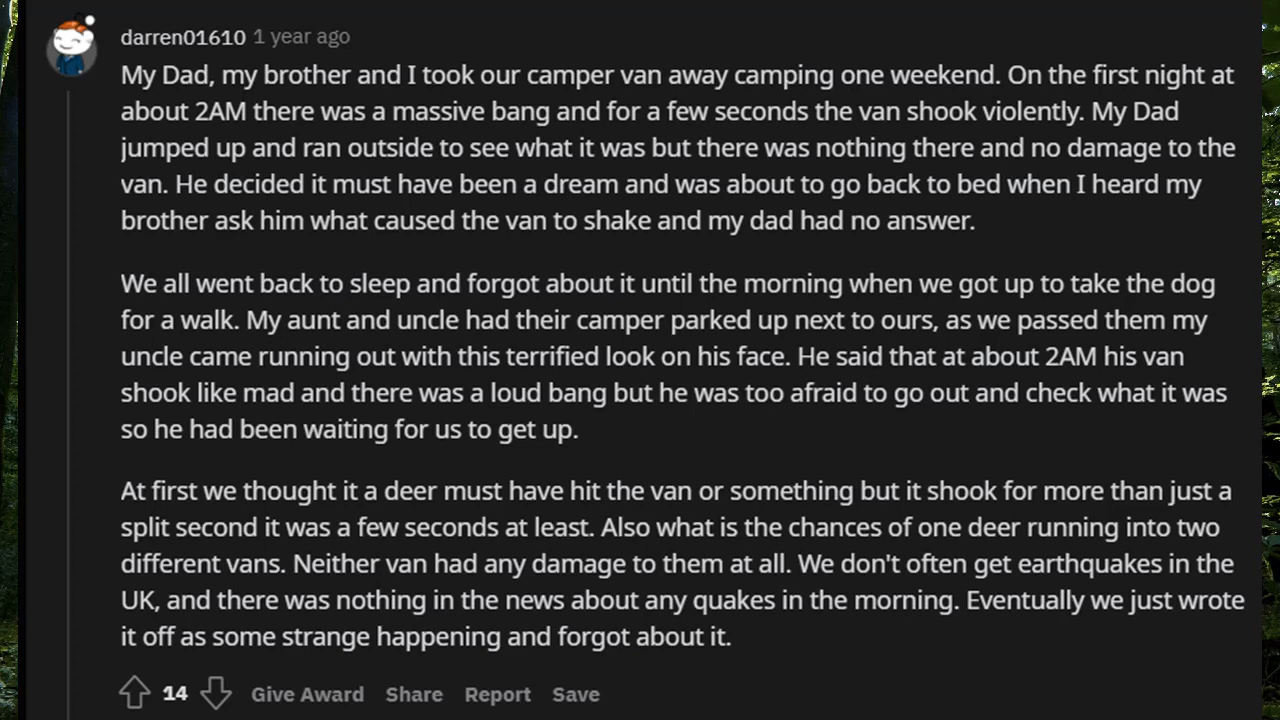 darren01610 1 year ago
My Dad, my brother and I took our camper van away camping one weekend. On the first night at
about 2AM there was a massive bang and for a few seconds the van shook violently. My Dad
jumped up and ran outside to see what it was but there was nothing there and no damage to the
van. He decided it must have been a dream and was about to go back to bed when I heard my
brother ask him what caused the van to shake and my dad had no answer.
We all went back to sleep and forgot about it until the morning when we got up to take the dog
for a walk. My aunt and uncle had their camper parked up next to ours, as we passed them my
uncle came running out with this terrified look on his face. He said that at about 2AM his van
shook like mad and there was a loud bang but he was too afraid to go out and check what it was
so he had been waiting for us to get up.
At first we thought it a deer must have hit the van or something but it shook for more than just a
split second it was a few seconds at least. Also what is the chances of one deer running into two
different vans. Neither van had any damage to them at all. We don't often get earthquakes in the
UK, and there was nothing in the news about any quakes in the morning. Eventually we just wrote
it off as some strange happening and forgot about it.
14 Give Award Share Report Save